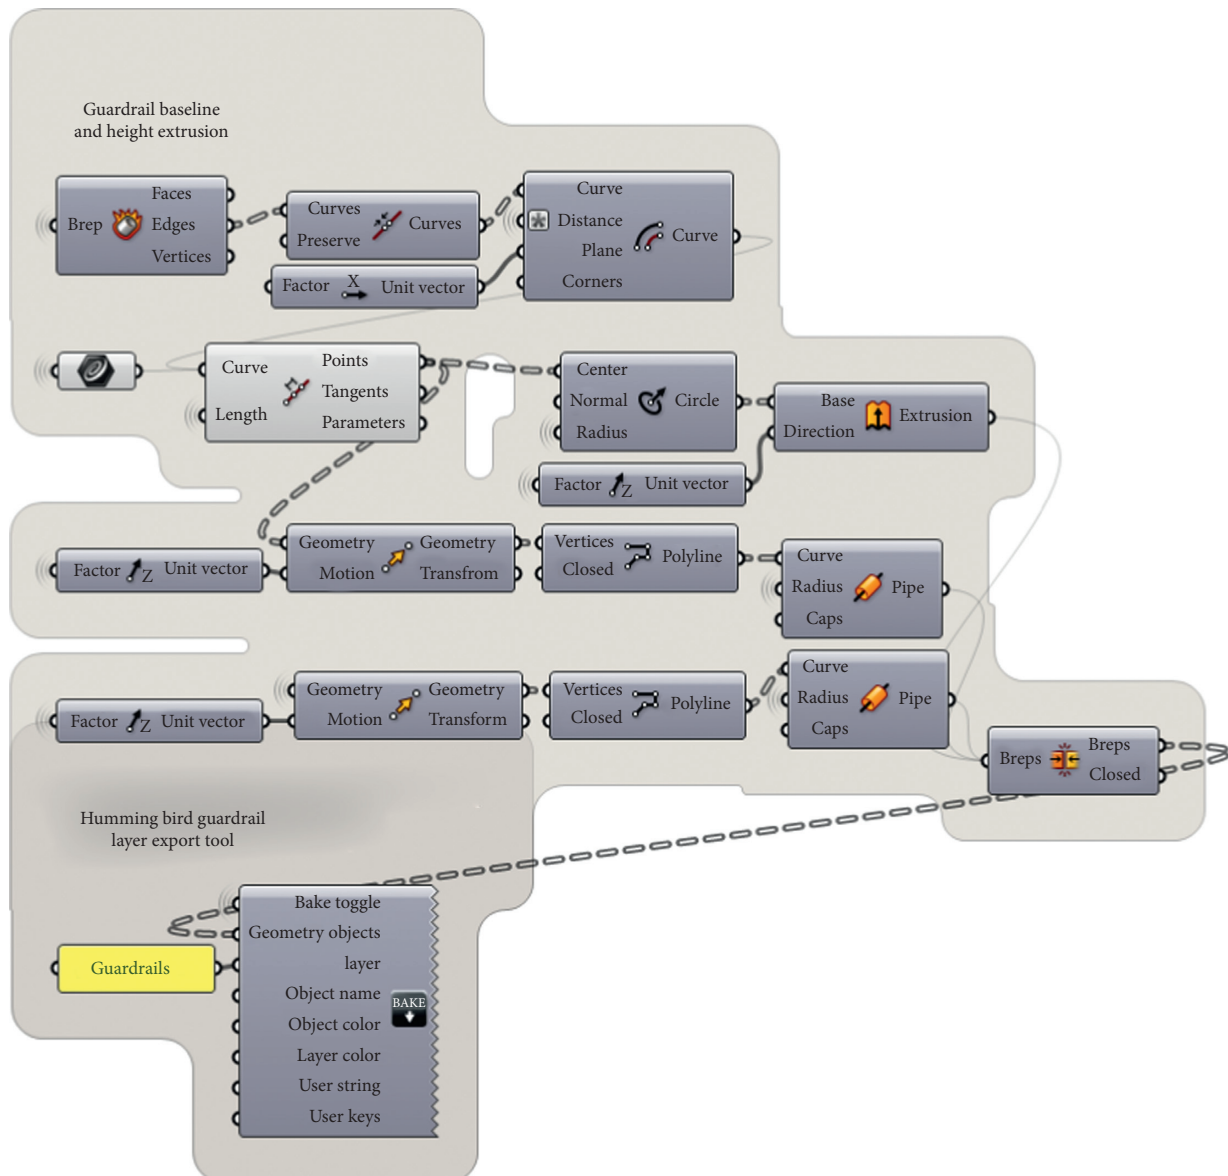 Guardrail baseline
and height extrusion
Brep
Faces
Edges
Vertices
Curves
Preserve
Curves
Factor
X
Unit vector
Curve
Distance
Plane
Corners
Curve
Curve
Length
Points
Tangents
Parameters
Center
Normal
Radius
Circle
Base
Direction
Extrusion
Factor
Z
Unit vector
Factor
Z
Unit vector
Geometry
Motion
Geometry
Transfrom
Vertices
Closed
Polyline
Curve
Radius
Caps
Pipe
Factor
Z
Unit vector
Geometry
Motion
Geometry
Transform
Vertices
Closed
Polyline
Curve
Radius
Caps
Pipe
Breps
Breps
Closed
Humming bird guardrail
layer export tool
Guardrails
Bake toggle
Geometry objects
layer
Object name
Object color
Layer color
User string
User keys
BAKE